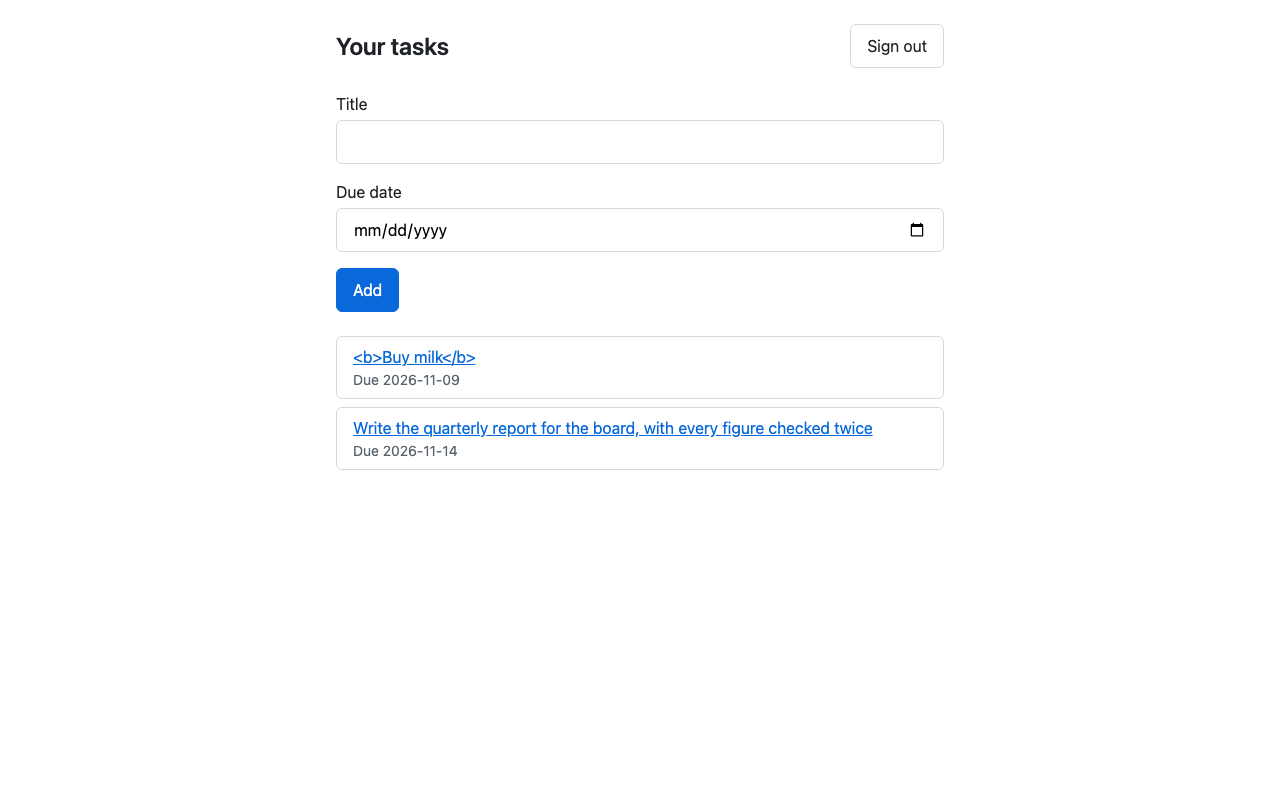 Your tasks
Sign out
Title
Due date
mm/dd/yyyy
Add
<b>Buy milk</b>
Due 2026-11-09
Write the quarterly report for the board, with every figure checked twice
Due 2026-11-14